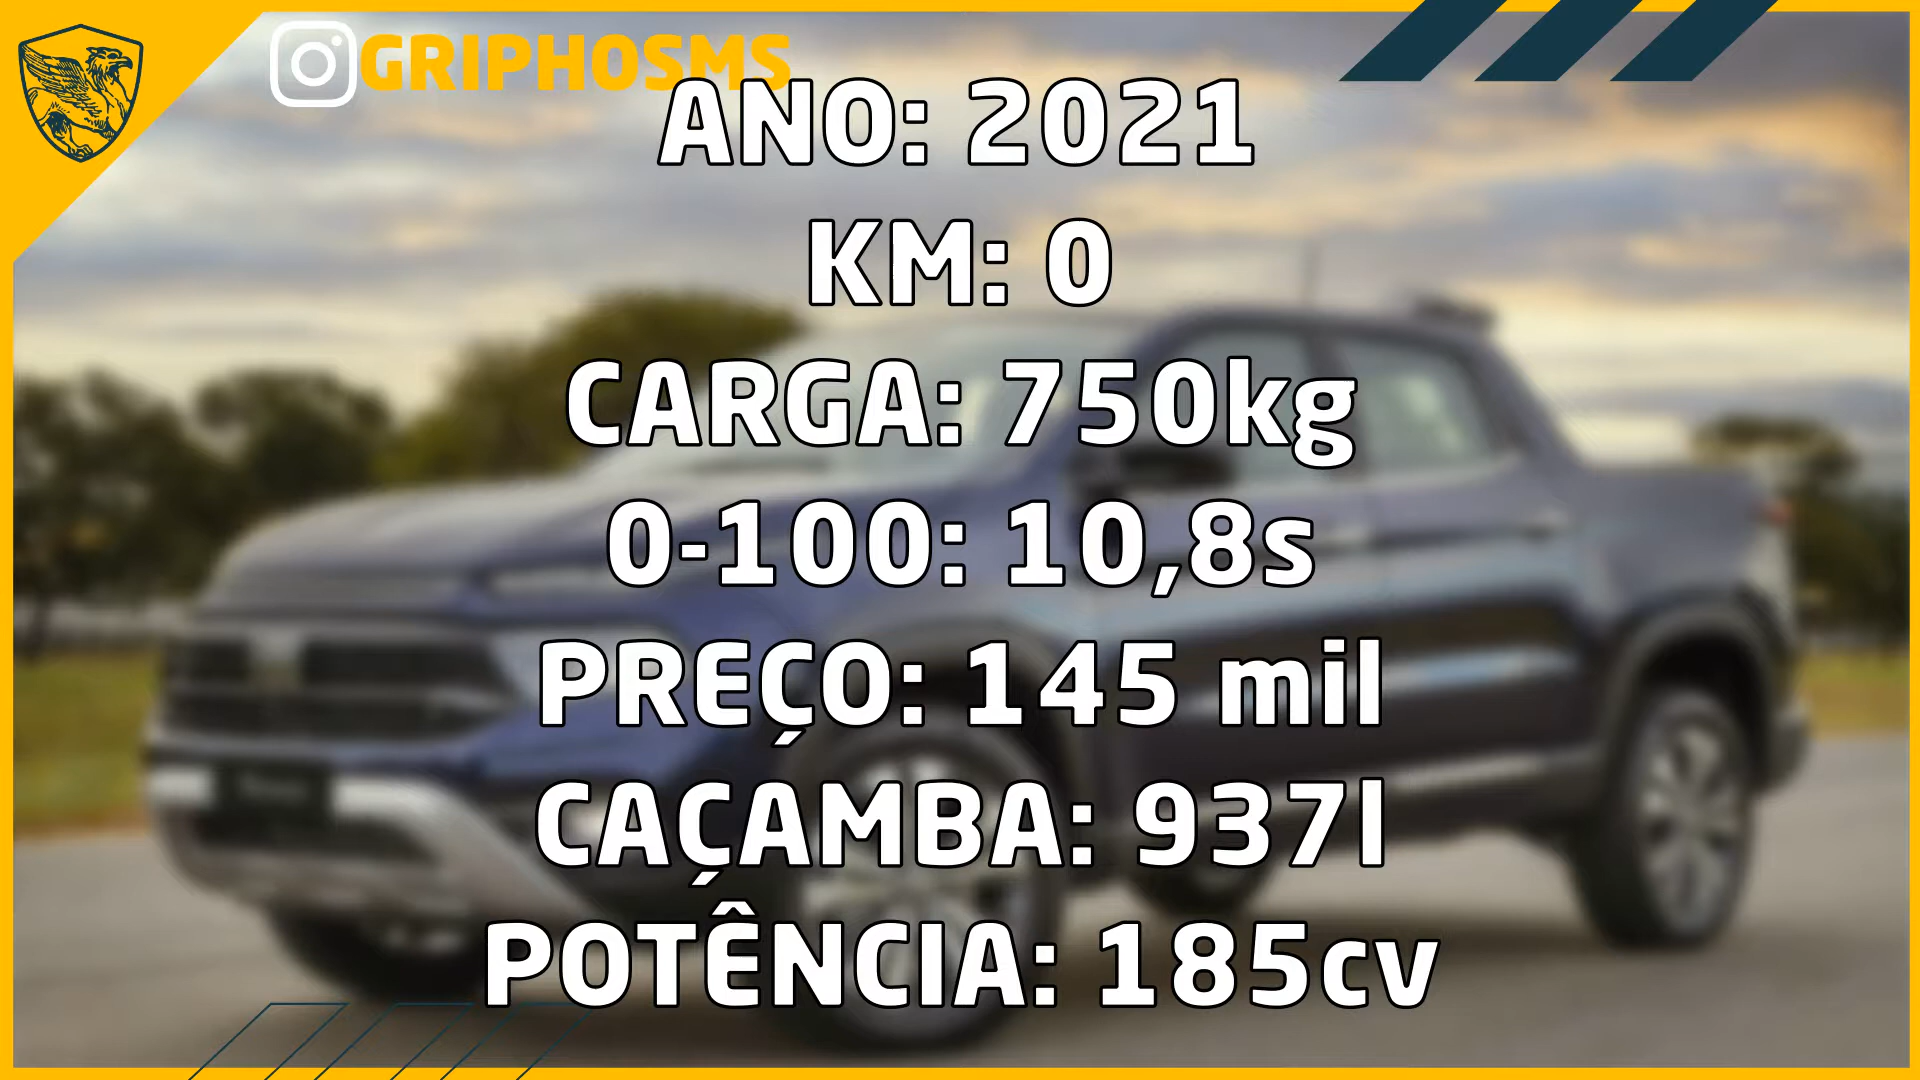 GRIPHOSMS
ANO: 2021
KM: 0
CARGA: 750kg
0-100: 10,8s
PREÇO: 145 mil
CAÇAMBA: 937l
POTÊNCIA: 185cv